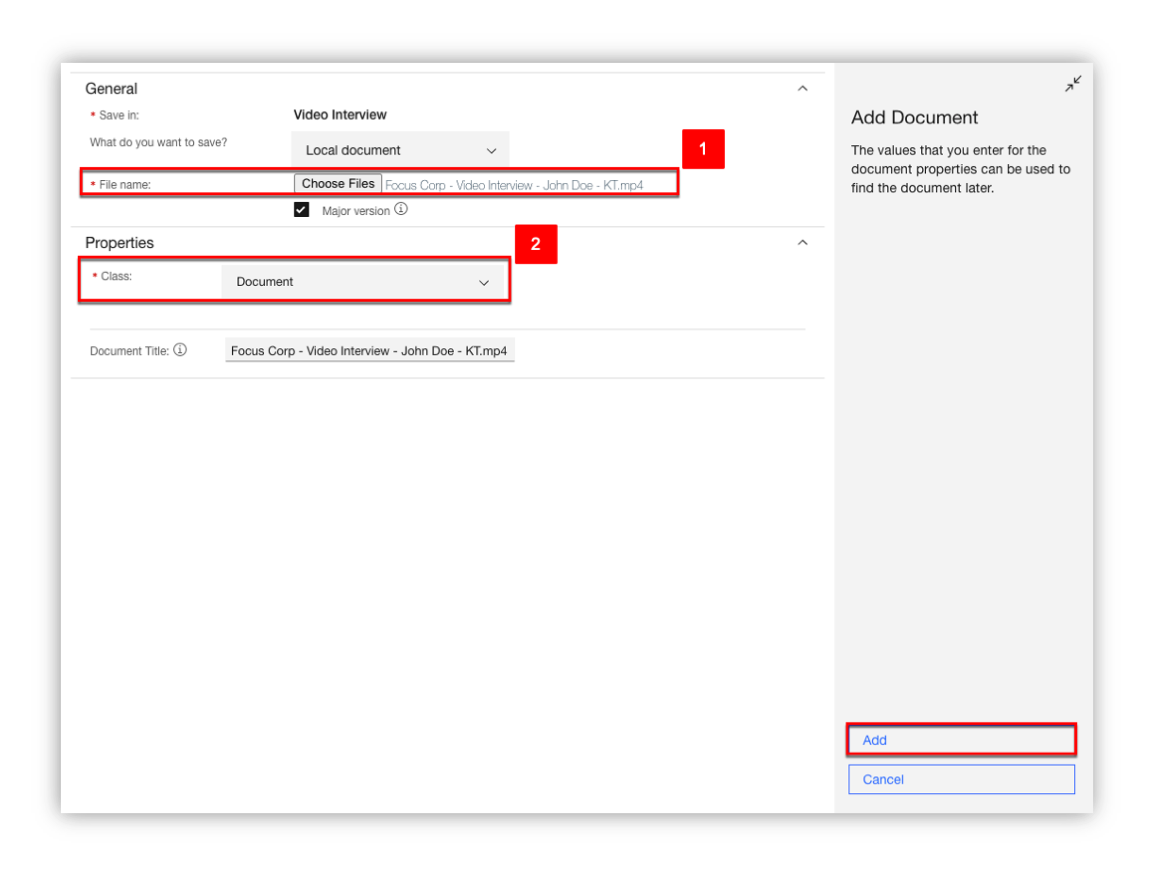 General
* Save in: Video Interview
What do you want to save? Local document
1
* File name: Choose Files Focus Corp - Video Interview - John Doe - KT.mp4
Major version
Properties
2
* Class: Document
Document Title: Focus Corp - Video Interview - John Doe - KT.mp4
Add Document
The values that you enter for the
document properties can be used to
find the document later.
Add
Cancel